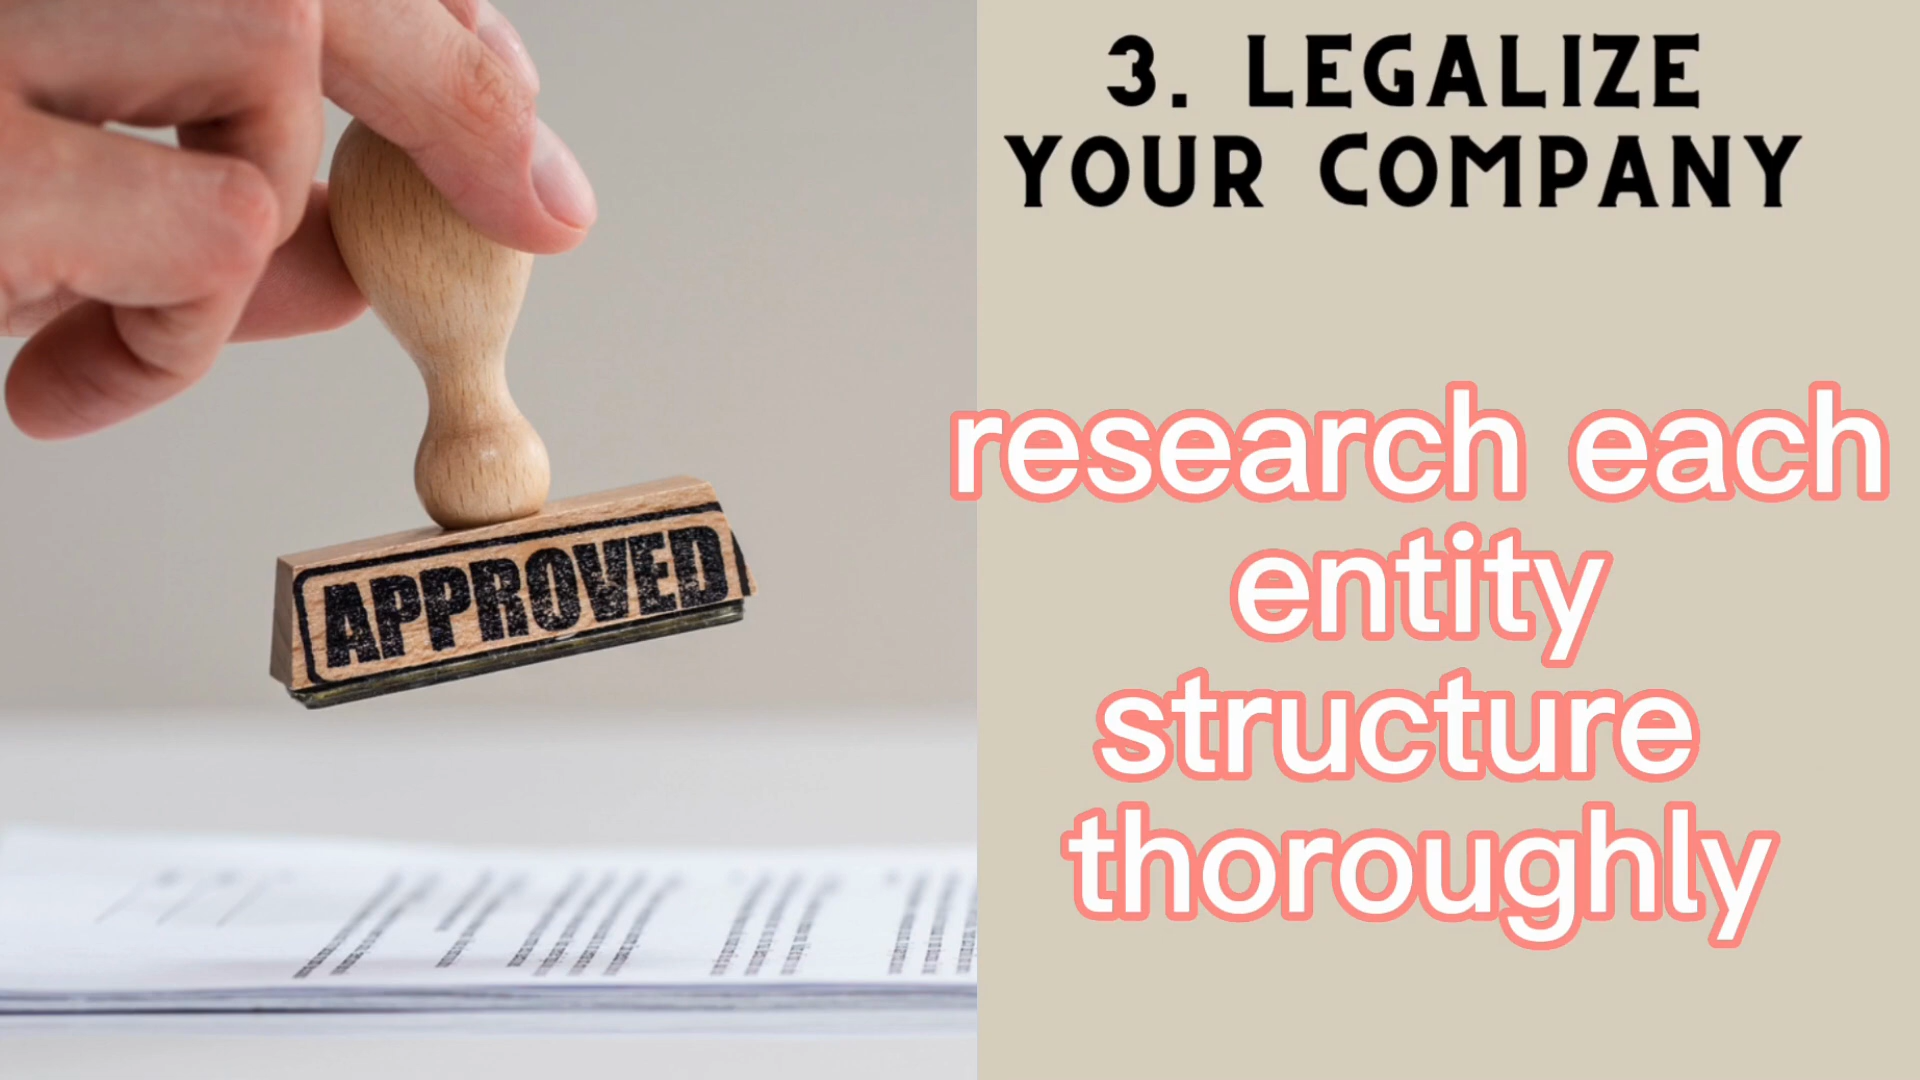 3. LEGALIZE
YOUR COMPANY
research each
entity
structure
thoroughly
APPROVED